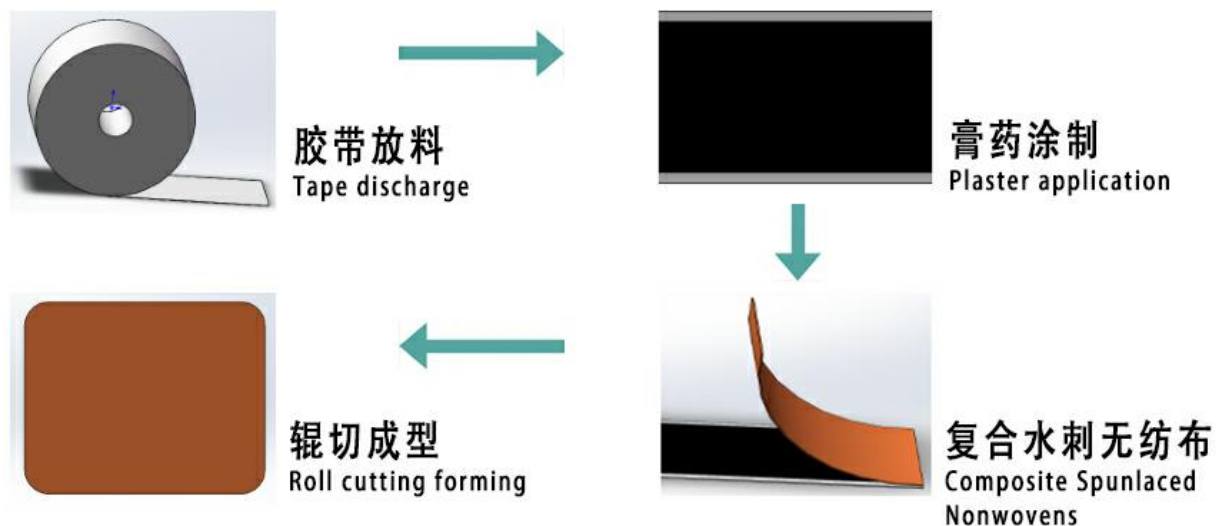 胶带放料
Tape discharge
膏药涂制
Plaster application
复合水刺无纺布
Composite Spunlaced
Nonwovens
辊切成型
Roll cutting forming